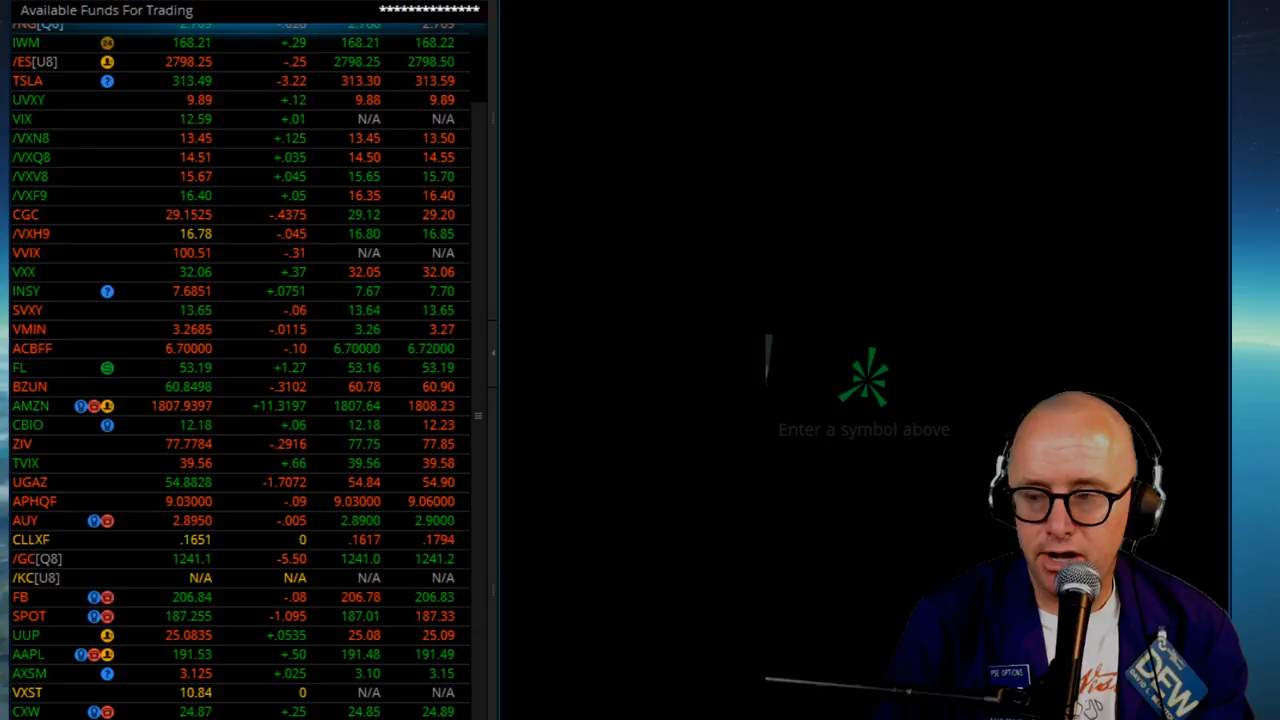 Available Funds For Trading **************
/NG[Q8]
IWM 168.21 +.29 168.21 168.22
/ES[U8] 2798.25 -.25 2798.25 2798.50
TSLA 313.49 -3.22 313.30 313.59
UVXY 9.89 +.12 9.88 9.89
VIX 12.59 +.01 N/A N/A
/VXN8 13.45 +.125 13.45 13.50
/VXQ8 14.51 +.035 14.50 14.55
/VXV8 15.67 +.045 15.65 15.70
/VXF9 16.40 +.05 16.35 16.40
CGC 29.1525 -.4375 29.12 29.20
/VXH9 16.78 -.045 16.80 16.85
VVIX 100.51 -.31 N/A N/A
VXX 32.06 +.37 32.05 32.06
INSY 7.6851 +.0751 7.67 7.70
SVXY 13.65 -.06 13.64 13.65
VMIN 3.2685 -.0115 3.26 3.27
ACBFF 6.70000 -.10 6.70000 6.72000
FL 53.19 +1.27 53.16 53.19
BZUN 60.8498 -.3102 60.78 60.90
AMZN 1807.9397 +11.3197 1807.64 1808.23
CBIO 12.18 +.06 12.18 12.23
ZIV 77.7784 -.2916 77.75 77.85
TVIX 39.56 +.66 39.56 39.58
UGAZ 54.8828 -1.7072 54.84 54.90
APHQF 9.03000 -.09 9.03000 9.06000
AUY 2.8950 -.005 2.8900 2.9000
CLLXF .1651 0 .1617 .1794
/GC[Q8] 1241.1 -5.50 1241.0 1241.2
/KC[U8] N/A N/A N/A N/A
FB 206.84 -.08 206.78 206.83
SPOT 187.255 -1.095 187.01 187.33
UUP 25.0835 +.0535 25.08 25.09
AAPL 191.53 +.50 191.48 191.49
AXSM 3.125 +.025 3.10 3.15
VXST 10.84 0 N/A N/A
CXW 24.87 +.25 24.85 24.89
Enter a symbol above
PSE OPTIONS